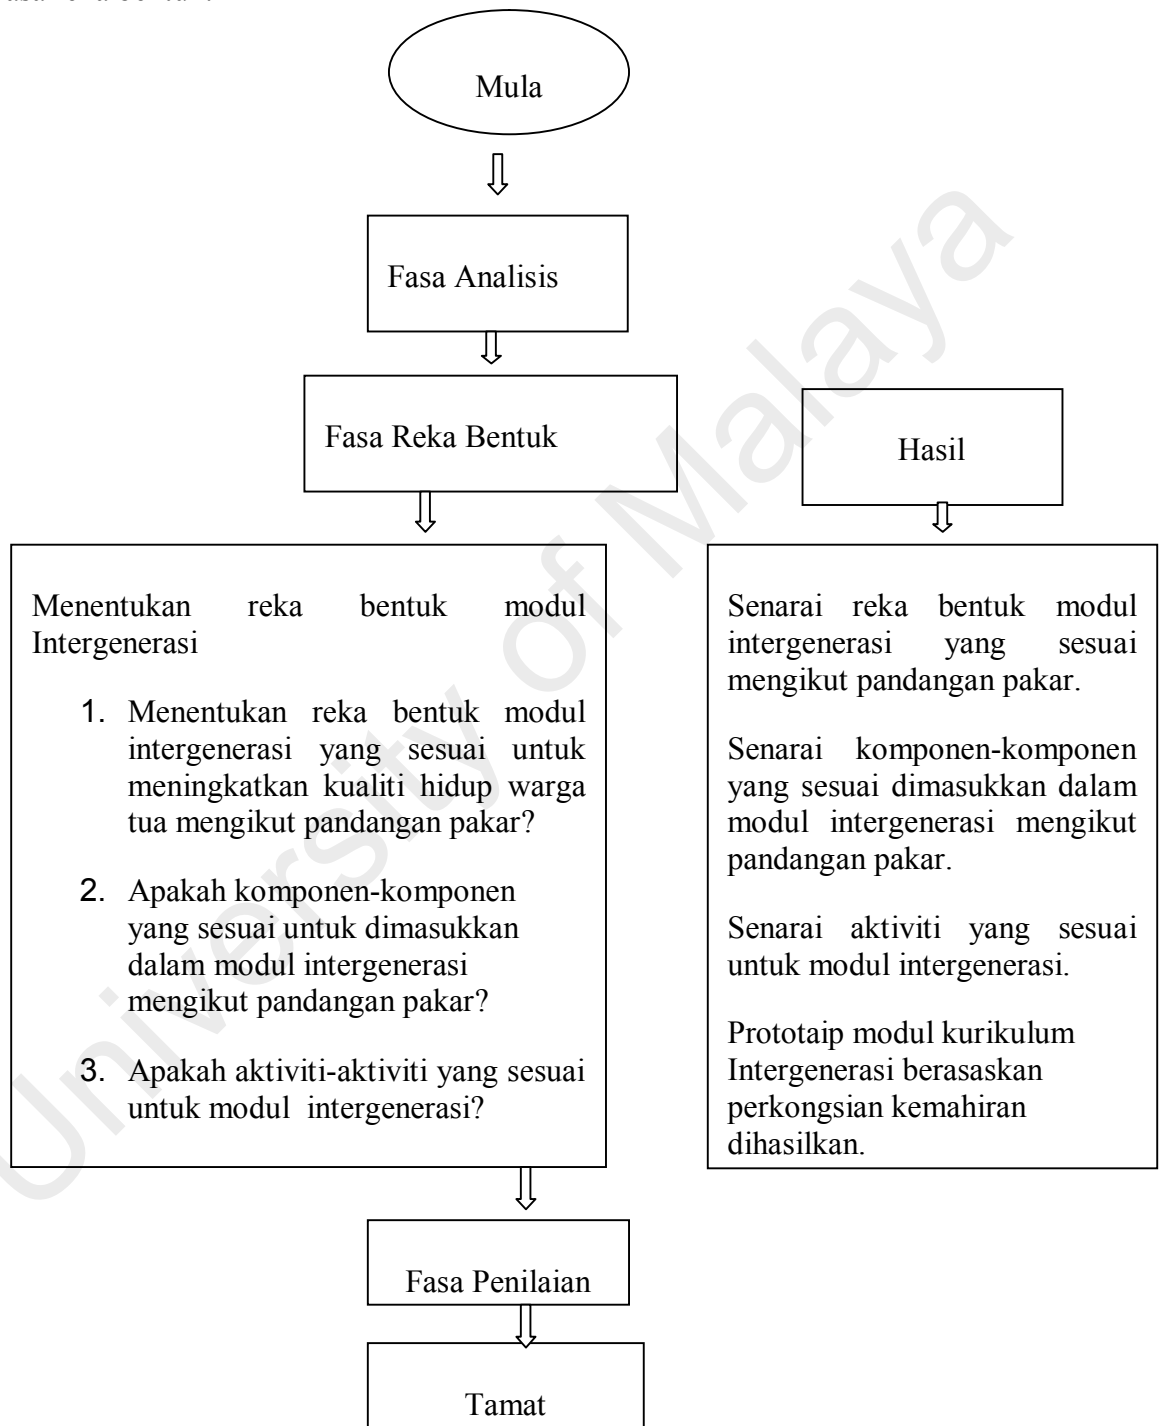 Mula
Fasa Analisis
Fasa Reka Bentuk
Menentukan reka bentuk modul
Intergenerasi
1. Menentukan reka bentuk modul
intergenerasi yang sesuai untuk
meningkatkan kualiti hidup warga
tua mengikut pandangan pakar?
2. Apakah komponen-komponen
yang sesuai untuk dimasukkan
dalam modul intergenerasi
mengikut pandangan pakar?
3. Apakah aktiviti-aktiviti yang sesuai
untuk modul intergenerasi?
Hasil
Senarai reka bentuk modul
intergenerasi yang sesuai
mengikut pandangan pakar.
Senarai komponen-komponen
yang sesuai dimasukkan dalam
modul intergenerasi mengikut
pandangan pakar.
Senarai aktiviti yang sesuai
untuk modul intergenerasi.
Prototaip modul kurikulum
Intergenerasi berasaskan
perkongsian kemahiran
dihasilkan.
Fasa Penilaian
Tamat
University of Malaya